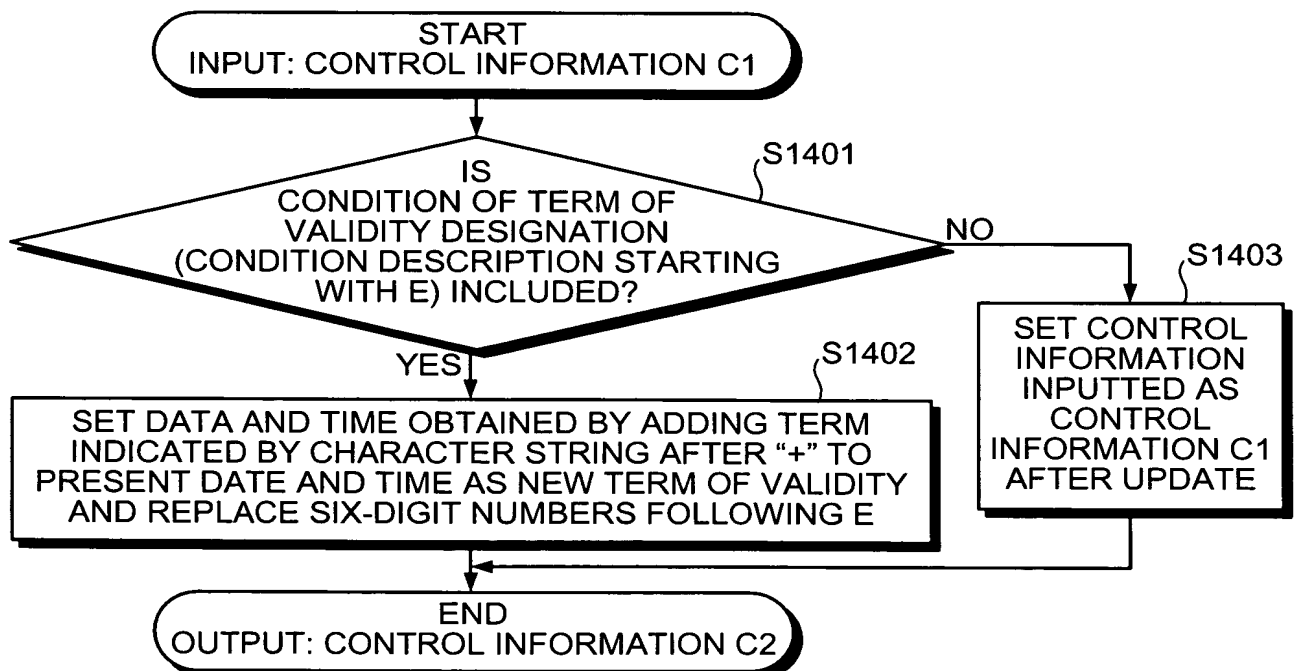 START
INPUT: CONTROL INFORMATION C1
S1401
IS
CONDITION OF TERM OF
VALIDITY DESIGNATION
(CONDITION DESCRIPTION STARTING
WITH E) INCLUDED?
NO
YES
S1402
SET DATA AND TIME OBTAINED BY ADDING TERM
INDICATED BY CHARACTER STRING AFTER “+” TO
PRESENT DATE AND TIME AS NEW TERM OF VALIDITY
AND REPLACE SIX-DIGIT NUMBERS FOLLOWING E
S1403
SET CONTROL
INFORMATION
INPUTTED AS
CONTROL
INFORMATION C1
AFTER UPDATE
END
OUTPUT: CONTROL INFORMATION C2